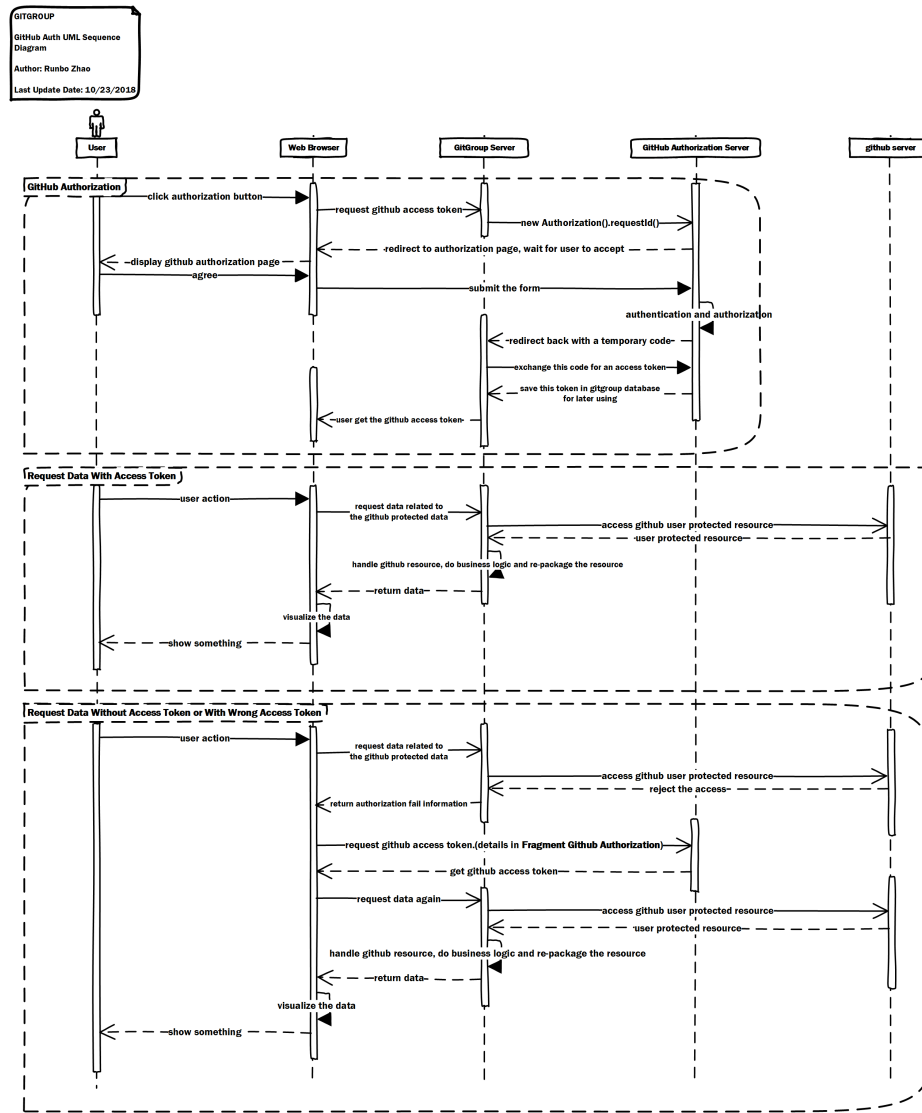 GITGROUP
GitHub Auth UML Sequence
Diagram
Author: Runbo Zhao
Last Update Date: 10/23/2018
User
Web Browser
GitGroup Server
GitHub Authorization Server
github server
GitHub Authorization
click authorization button
request github access token
new Authorization().requestId()
redirect to authorization page, wait for user to accept
display github authorization page
agree
submit the form
authentication and authorization
redirect back with a temporary code
exchange this code for an access token
save this token in gitgroup database
for later using
user get the github access token
Request Data With Access Token
user action
request data related to
the github protected data
access github user protected resource
user protected resource
handle github resource, do business logic and re-package the resource
return data
visualize the data
show something
Request Data Without Access Token or With Wrong Access Token
user action
request data related to
the github protected data
access github user protected resource
reject the access
return authorization fail information
request github access token.(details in Fragment Github Authorization)
get github access token
request data again
access github user protected resource
user protected resource
handle github resource, do business logic and re-package the resource
return data
visualize the data
show something